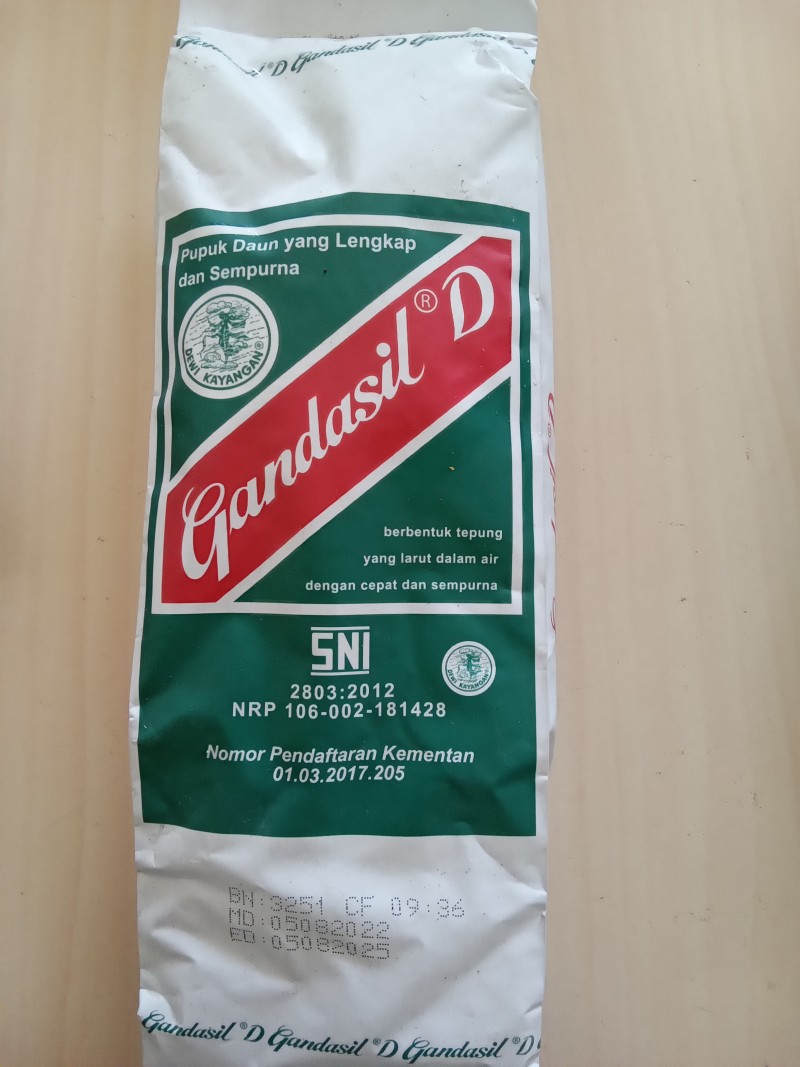 Gandasil®D Gandasil®D Gandasil
Pupuk Daun yang Lengkap
dan Sempurna
DEWI KAYANGAN®
Gandasil® D
berbentuk tepung
yang larut dalam air
dengan cepat dan sempurna
SNI
2803:2012
NRP 106-002-181428
DEWI KAYANGAN®
Nomor Pendaftaran Kementan
01.03.2017.205
BN:3251 CF 09:36
MD:05082022
ED:05082025
Gandasil®D Gandasil®D Gandasil®D